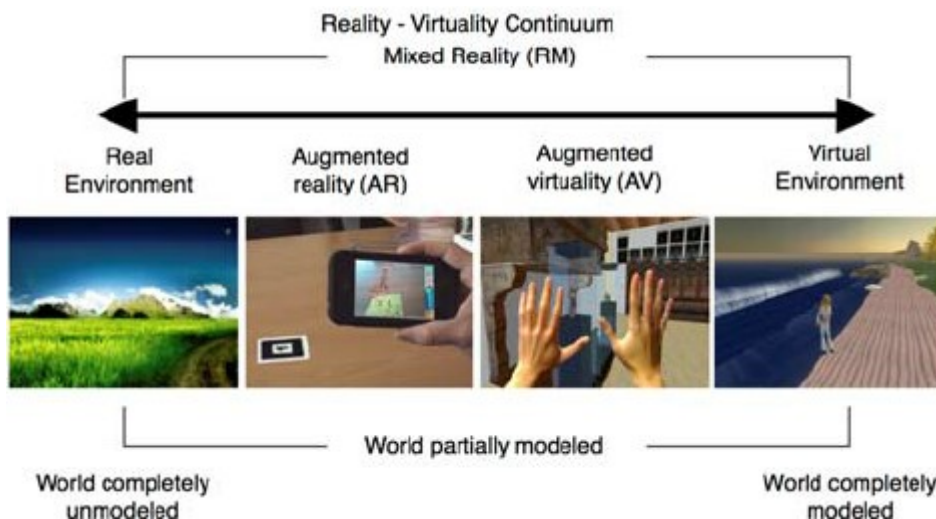 Reality - Virtuality Continuum
Mixed Reality (RM)
Real
Environment
Augmented
reality (AR)
Augmented
virtuality (AV)
Virtual
Environment
World partially modeled
World completely
unmodeled
World completely
modeled